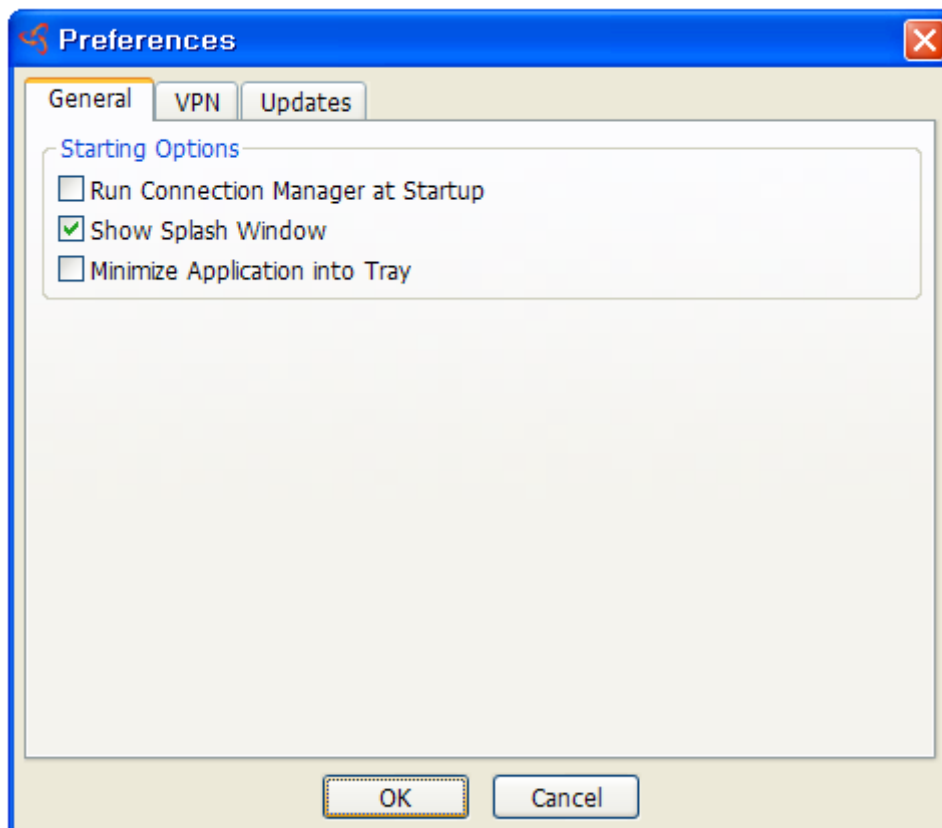 Preferences
General VPN Updates
Starting Options
Run Connection Manager at Startup
Show Splash Window
Minimize Application into Tray
OK Cancel